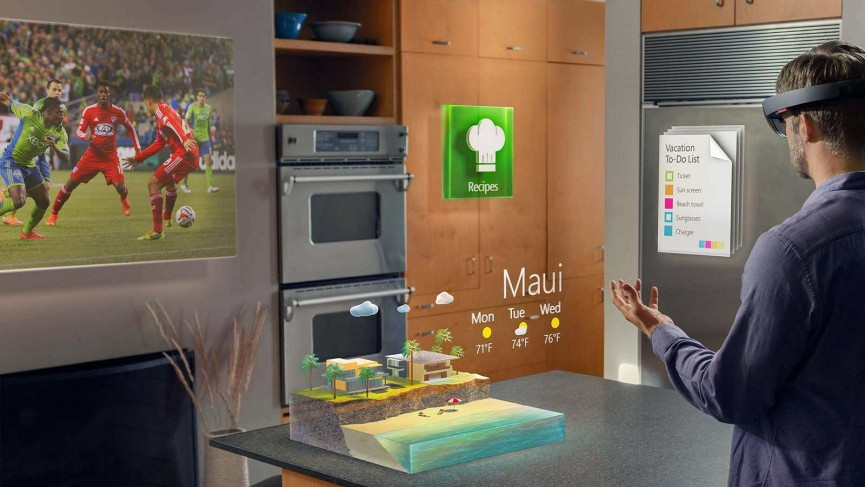 adidas
Recipes
Maui
Mon
Tue
Wed
71°F
74°F
76°F
Vacation
To-Do List
Ticket
Sun screen
Beach towel
Sunglasses
Charger